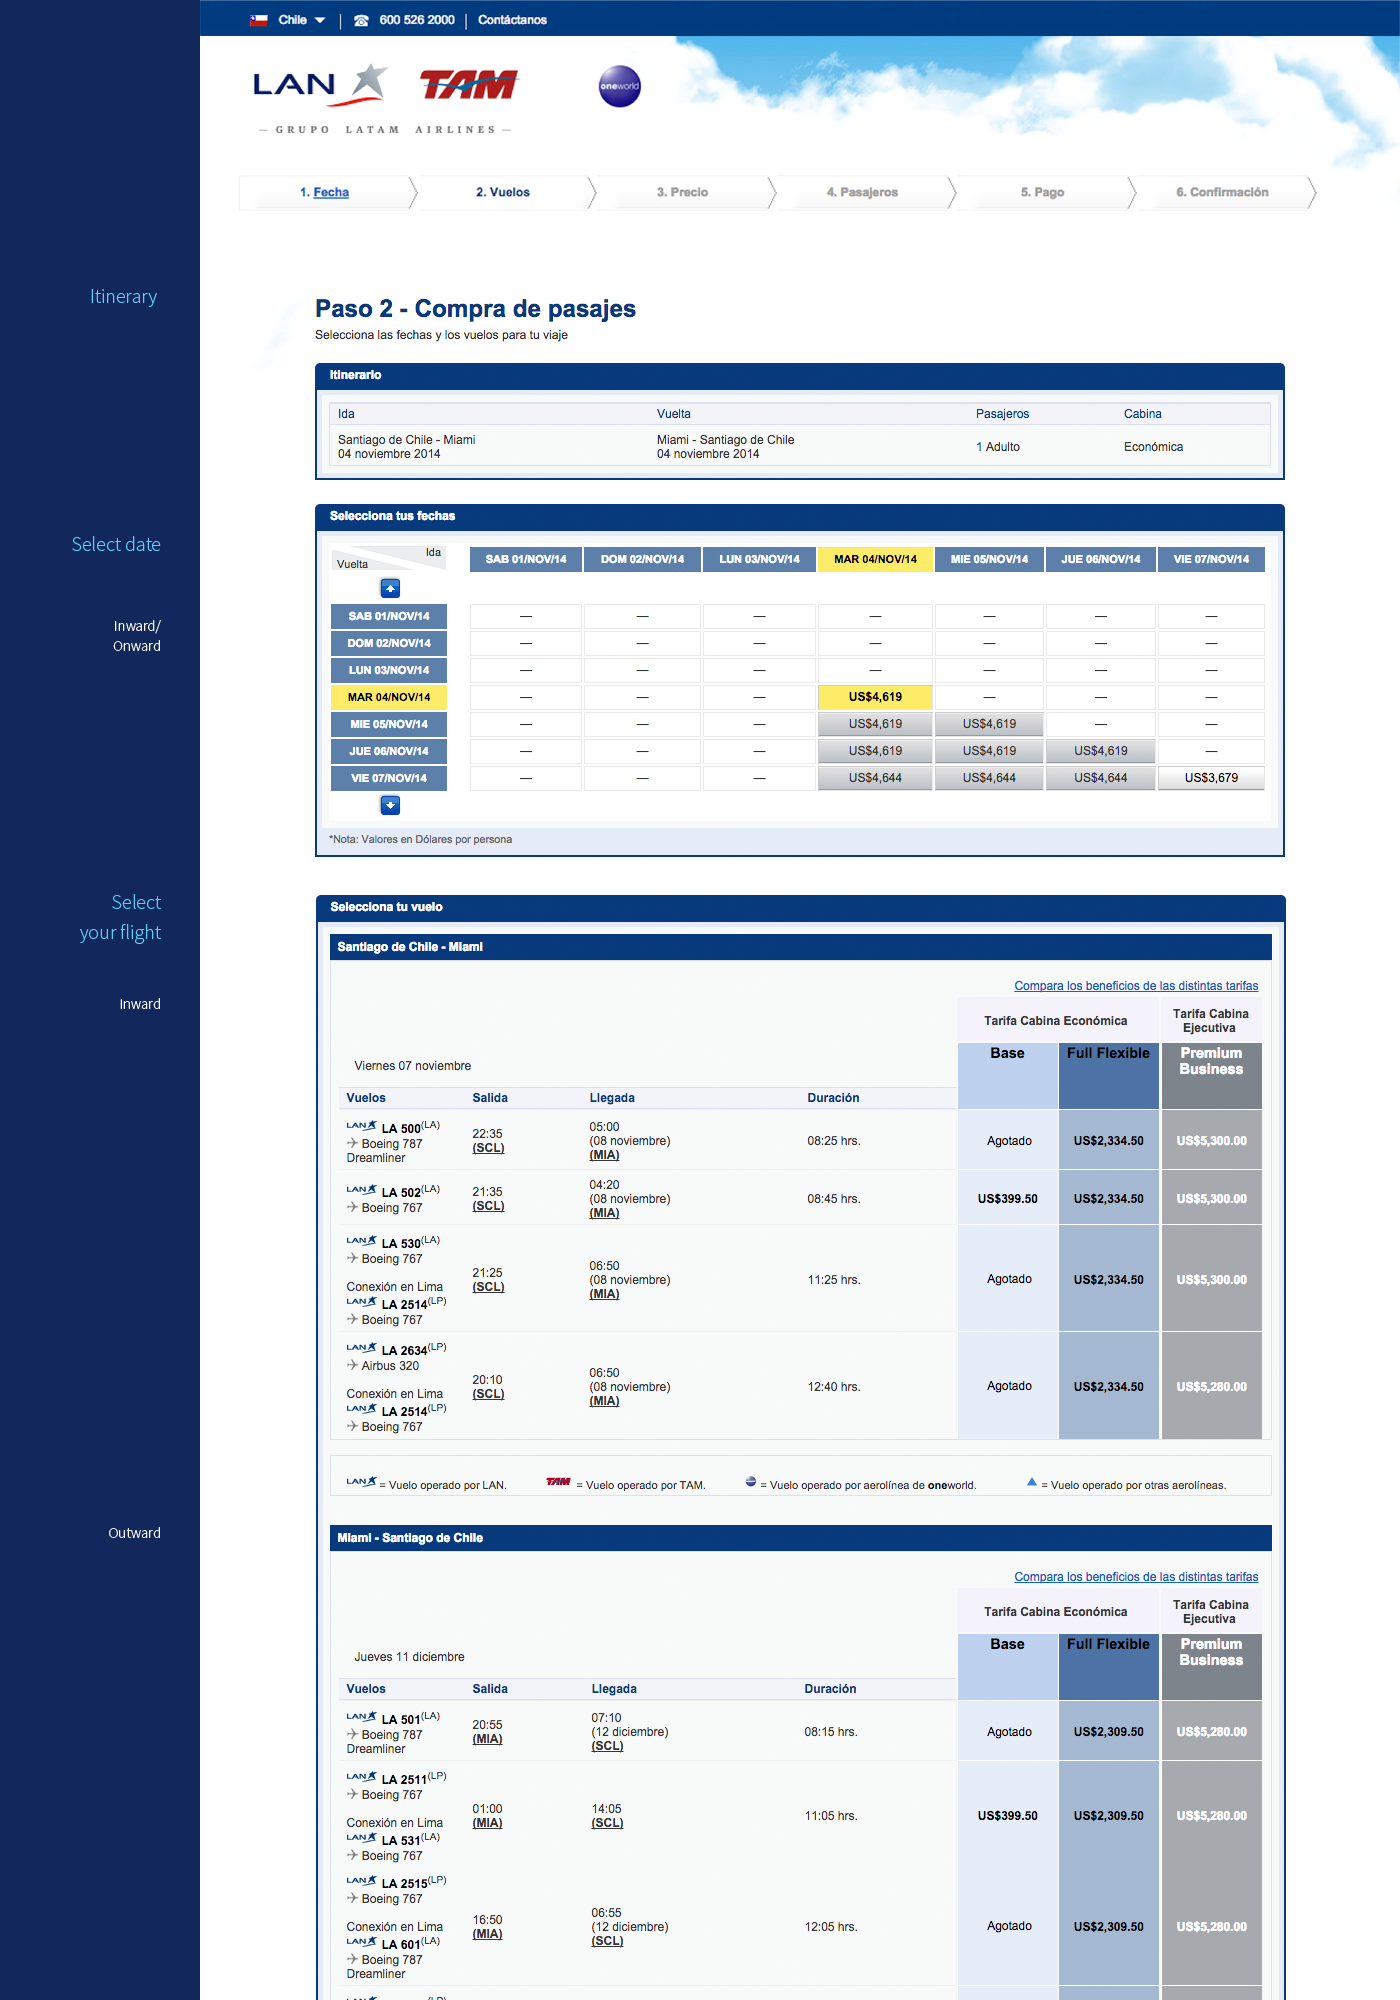 Chile | 600 526 2000 | Contáctanos
LAN TAM oneworld
— GRUPO LATAM AIRLINES —
1. Fecha 2. Vuelos 3. Precio 4. Pasajeros 5. Pago 6. Confirmación
Itinerary
Paso 2 - Compra de pasajes
Selecciona las fechas y los vuelos para tu viaje
Itinerario
Ida Vuelta Pasajeros Cabina
Santiago de Chile - Miami Miami - Santiago de Chile 1 Adulto Económica
04 noviembre 2014 04 noviembre 2014
Select date
Selecciona tus fechas
Ida
Vuelta
SAB 01/NOV/14 DOM 02/NOV/14 LUN 03/NOV/14 MAR 04/NOV/14 MIE 05/NOV/14 JUE 06/NOV/14 VIE 07/NOV/14
Inward/
Onward
SAB 01/NOV/14 — — — — — — —
DOM 02/NOV/14 — — — — — — —
LUN 03/NOV/14 — — — — — — —
MAR 04/NOV/14 — — — US$4,619 — — —
MIE 05/NOV/14 — — — US$4,619 US$4,619 — —
JUE 06/NOV/14 — — — US$4,619 US$4,619 US$4,619 —
VIE 07/NOV/14 — — — US$4,644 US$4,644 US$4,644 US$3,679
*Nota: Valores en Dólares por persona
Select
your flight
Selecciona tu vuelo
Inward
Santiago de Chile - Miami
Compara los beneficios de las distintas tarifas
Tarifa Cabina Económica Tarifa Cabina
Ejecutiva
Base Full Flexible Premium
Business
Viernes 07 noviembre
Vuelos Salida Llegada Duración
LAN LA 500(LA) 22:35 05:00 08:25 hrs. Agotado US$2,334.50 US$5,300.00
Boeing 787 (SCL) (08 noviembre)
Dreamliner (MIA)
LAN LA 502(LA) 21:35 04:20 08:45 hrs. US$399.50 US$2,334.50 US$5,300.00
Boeing 767 (SCL) (08 noviembre)
(MIA)
LAN LA 530(LA)
Boeing 767
21:25 06:50 11:25 hrs. Agotado US$2,334.50 US$5,300.00
Conexión en Lima (SCL) (08 noviembre)
LAN LA 2514(LP) (MIA)
Boeing 767
LAN LA 2634(LP)
Airbus 320
20:10 06:50 12:40 hrs. Agotado US$2,334.50 US$5,280.00
Conexión en Lima (SCL) (08 noviembre)
LAN LA 2514(LP) (MIA)
Boeing 767
LAN = Vuelo operado por LAN. TAM = Vuelo operado por TAM. = Vuelo operado por aerolínea de oneworld. = Vuelo operado por otras aerolíneas.
Outward
Miami - Santiago de Chile
Compara los beneficios de las distintas tarifas
Tarifa Cabina Económica Tarifa Cabina
Ejecutiva
Base Full Flexible Premium
Business
Jueves 11 diciembre
Vuelos Salida Llegada Duración
LAN LA 501(LA) 20:55 07:10 08:15 hrs. Agotado US$2,309.50 US$5,280.00
Boeing 787 (MIA) (12 diciembre)
Dreamliner (SCL)
LAN LA 2511(LP)
Boeing 767
01:00 14:05 11:05 hrs. US$399.50 US$2,309.50 US$5,280.00
Conexión en Lima (MIA) (SCL)
LAN LA 531(LA)
Boeing 767
LAN LA 2515(LP)
Boeing 767
16:50 06:55 12:05 hrs. Agotado US$2,309.50 US$5,280.00
Conexión en Lima (MIA) (12 diciembre)
LAN LA 601(LA) (SCL)
Boeing 787
Dreamliner